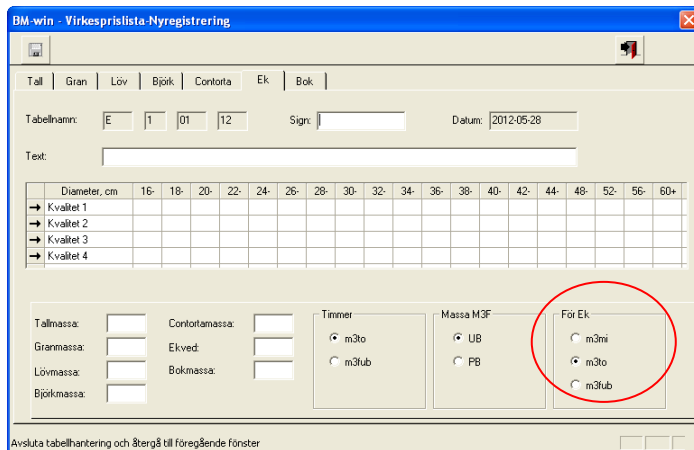 BM-win - Virkesprislista-Nyregistrering
Tall Gran Löv Björk Contorta Ek Bok
Tabellnamn: E 1 01 12 Sign: Datum: 2012-05-28
Text:
Diameter, cm 16- 18- 20- 22- 24- 26- 28- 30- 32- 34- 36- 38- 40- 42- 44- 48- 52- 56- 60+
Kvalitet 1
Kvalitet 2
Kvalitet 3
Kvalitet 4
Timmer Massa M3F För Ek
Tallmassa: Contortamassa: m3to UB m3mi
Granmassa: Ekved: m3fub PB m3to
Lövmassa: Bokmassa: m3fub
Björkmassa:
Avsluta tabellhantering och återgå till föregående fönster